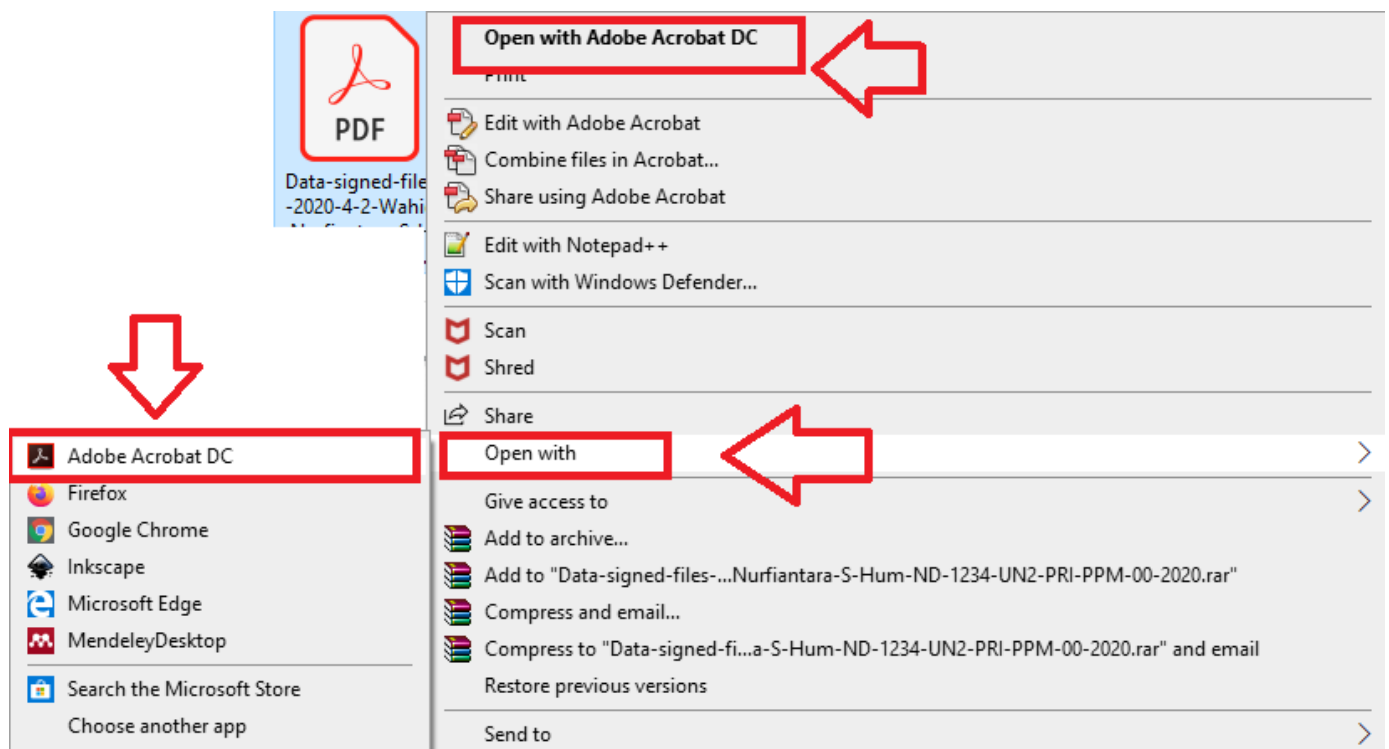 PDF
Data-signed-file
-2020-4-2-Wahi
Open with Adobe Acrobat DC
Print
Edit with Adobe Acrobat
Combine files in Acrobat...
Share using Adobe Acrobat
Edit with Notepad++
Scan with Windows Defender...
Scan
Shred
Share
Open with
Give access to
Add to archive...
Add to "Data-signed-files-...Nurfiantara-S-Hum-ND-1234-UN2-PRI-PPM-00-2020.rar"
Compress and email...
Compress to "Data-signed-fi...a-S-Hum-ND-1234-UN2-PRI-PPM-00-2020.rar" and email
Restore previous versions
Send to
Adobe Acrobat DC
Firefox
Google Chrome
Inkscape
Microsoft Edge
MendeleyDesktop
Search the Microsoft Store
Choose another app